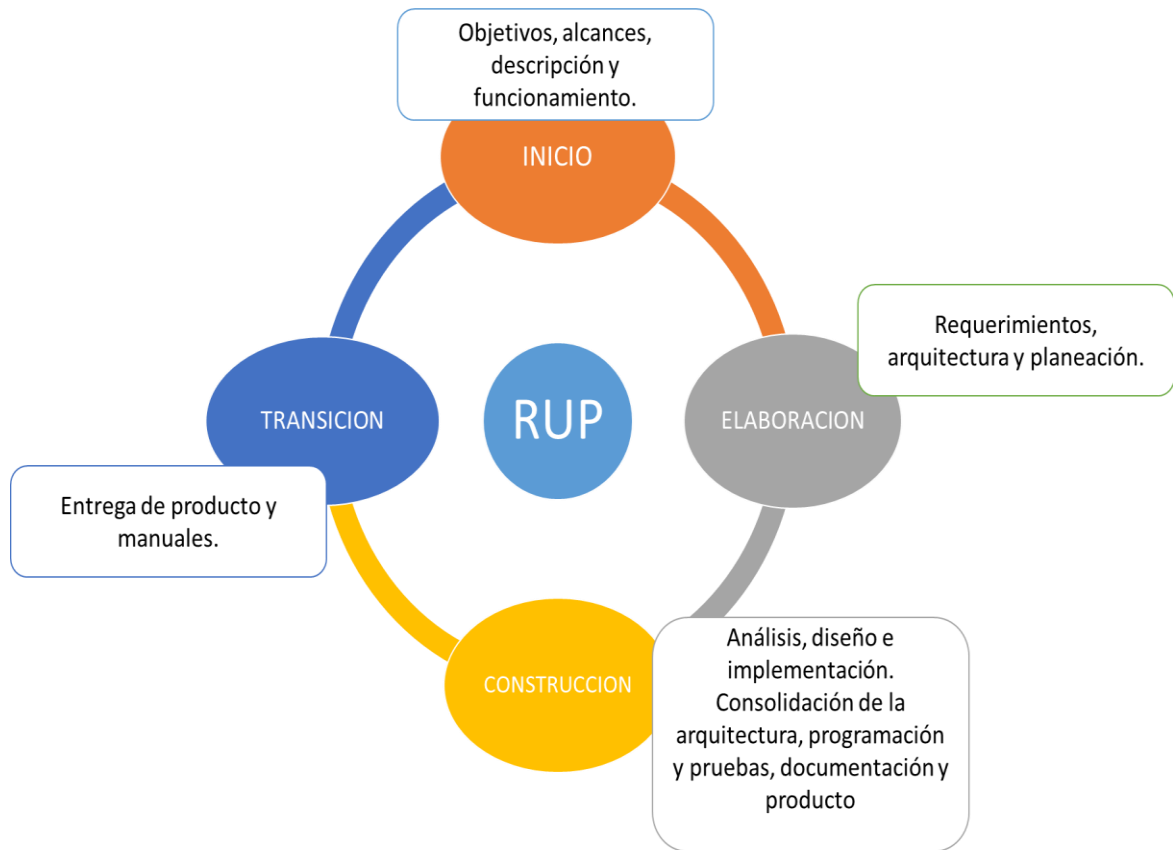 Objetivos, alcances,
descripción y
funcionamiento.
INICIO
Requerimientos,
arquitectura y planeación.
ELABORACION
RUP
TRANSICION
Entrega de producto y
manuales.
CONSTRUCCION
Análisis, diseño e
implementación.
Consolidación de la
arquitectura, programación
y pruebas, documentación y
producto